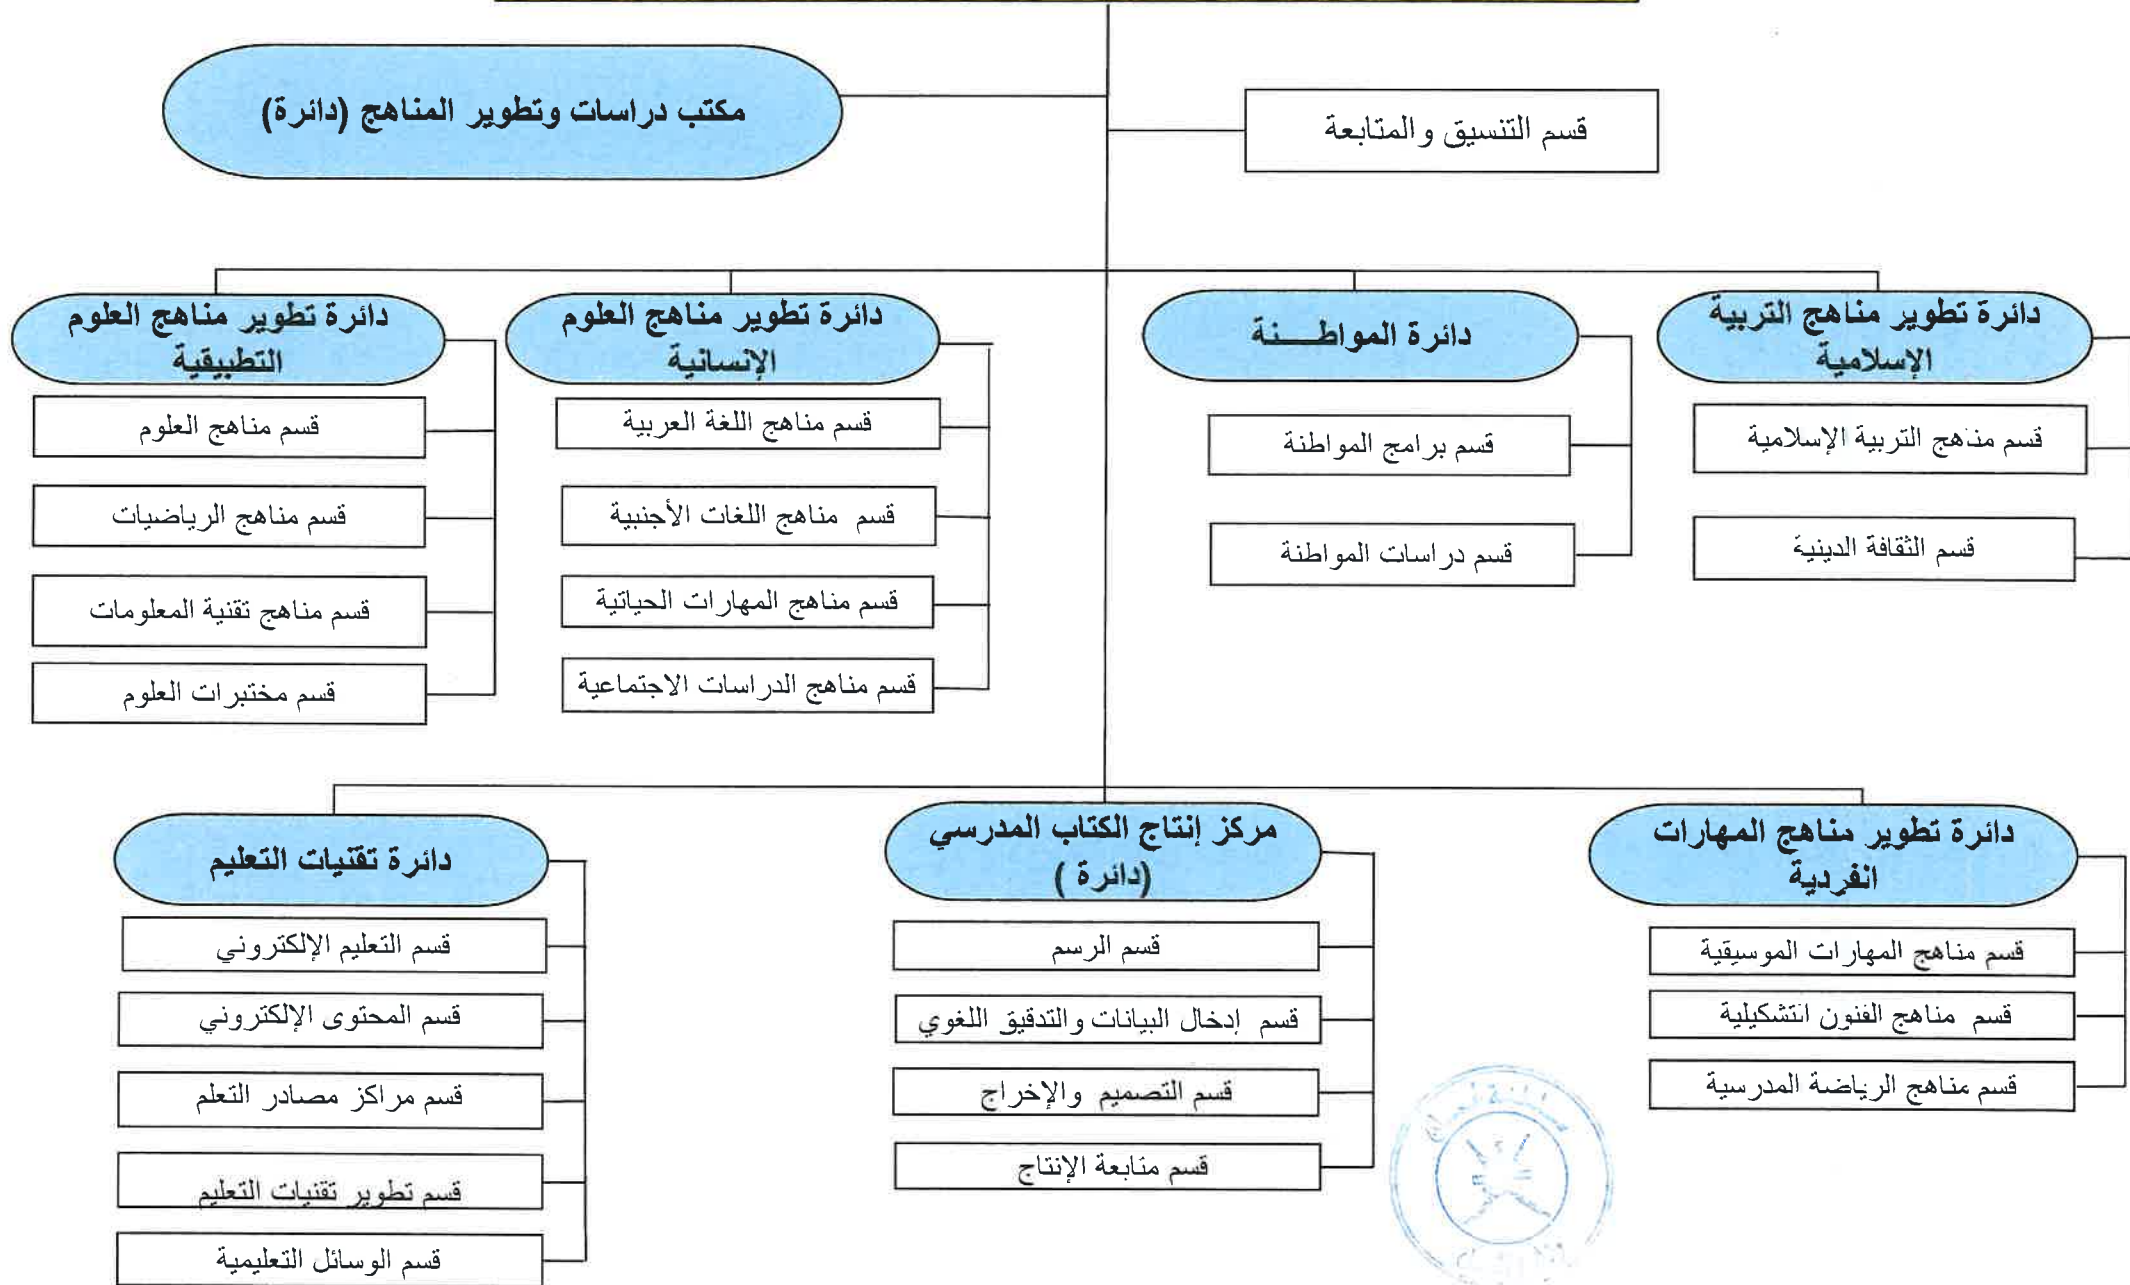 قسم التنسيق والمتابعة
مكتب دراسات وتطوير المناهج (دائرة)
دائرة تطوير مناهج التربية
الإسلامية
قسم مناهج التربية الإسلامية
قسم الثقافة الدينية
دائرة المواطــــنة
قسم برامج المواطنة
قسم دراسات المواطنة
دائرة تطوير مناهج العلوم
الإنسانية
قسم مناهج اللغة العربية
قسم مناهج اللغات الأجنبية
قسم مناهج المهارات الحياتية
قسم مناهج الدراسات الاجتماعية
دائرة تطوير مناهج العلوم
التطبيقية
قسم مناهج العلوم
قسم مناهج الرياضيات
قسم مناهج تقنية المعلومات
قسم مختبرات العلوم
دائرة تطوير مناهج المهارات
الفردية
قسم مناهج المهارات الموسيقية
قسم مناهج الفنون التشكيلية
قسم مناهج الرياضة المدرسية
مركز إنتاج الكتاب المدرسي
(دائرة )
قسم الرسم
قسم إدخال البيانات والتدقيق اللغوي
قسم التصميم والإخراج
قسم متابعة الإنتاج
دائرة تقنيات التعليم
قسم التعليم الإلكتروني
قسم المحتوى الإلكتروني
قسم مراكز مصادر التعلم
قسم تطوير تقنيات التعليم
قسم الوسائل التعليمية